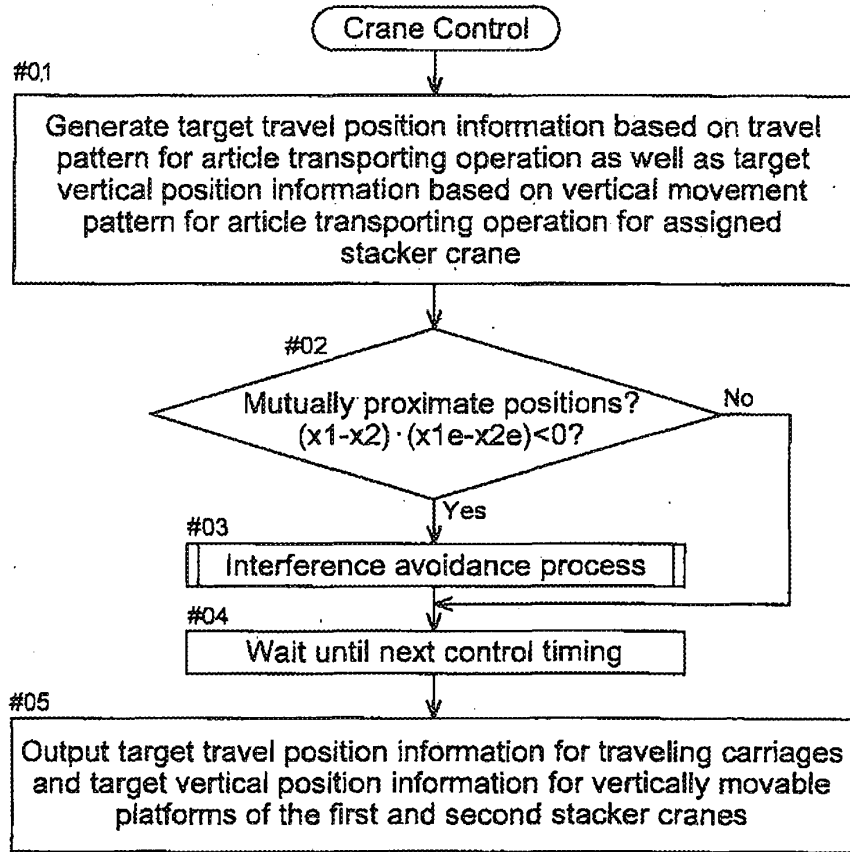 Crane Control
#01
Generate target travel position information based on travel
pattern for article transporting operation as well as target
vertical position information based on vertical movement
pattern for article transporting operation for assigned
stacker crane
#02
Mutually proximate positions?
(x1-x2)·(x1e-x2e)<0?
No
Yes
#03
Interference avoidance process
#04
Wait until next control timing
#05
Output target travel position information for traveling carriages
and target vertical position information for vertically movable
platforms of the first and second stacker cranes